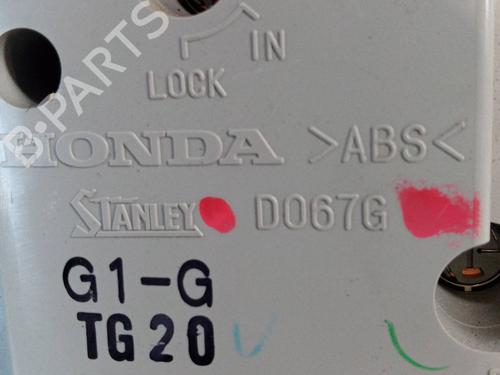 B-PARTS
IN
LOCK
HONDA >ABS<
STANLEY D067G
G1-G
TG20